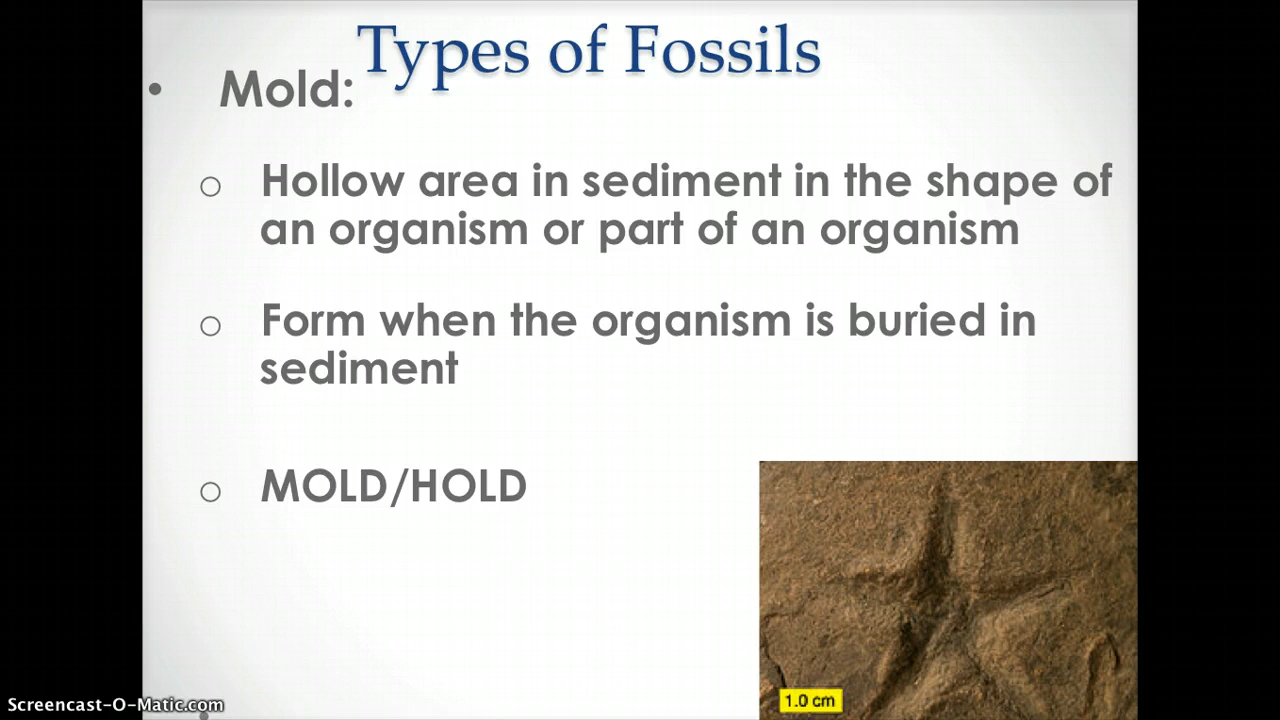 Types of Fossils
• Mold:
o Hollow area in sediment in the shape of
an organism or part of an organism
o Form when the organism is buried in
sediment
o MOLD/HOLD
1.0 cm
Screencast-O-Matic.com